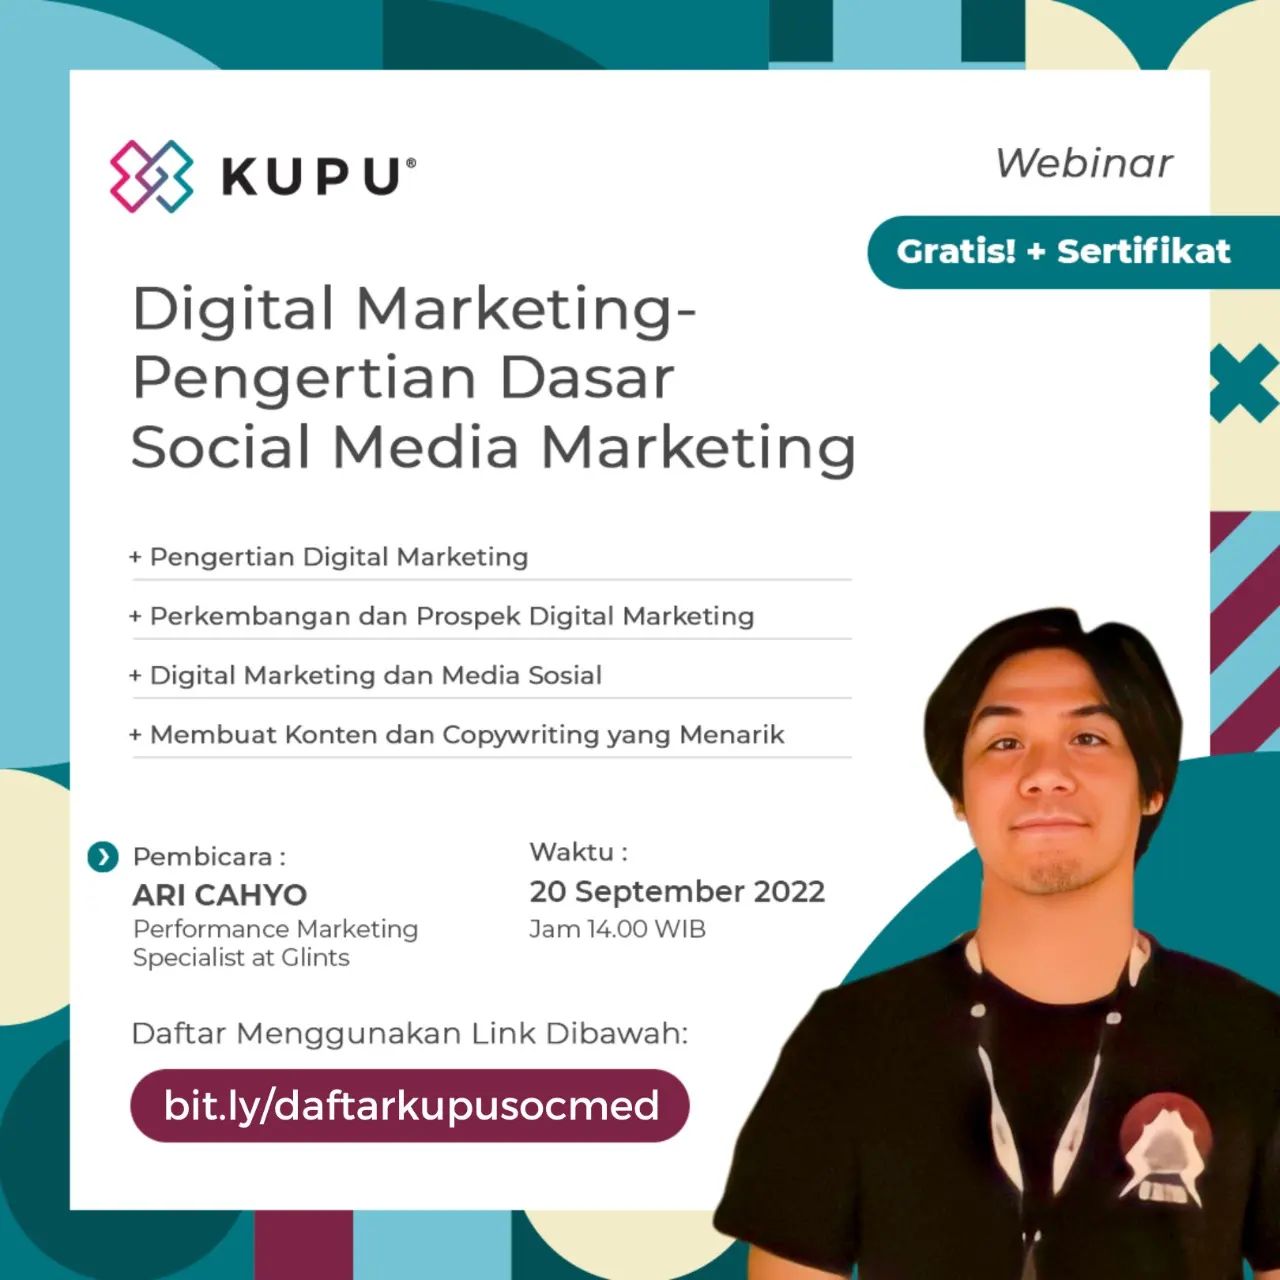 KUPU®
Webinar
Gratis! + Sertifikat
Digital Marketing-
Pengertian Dasar
Social Media Marketing
+ Pengertian Digital Marketing
+ Perkembangan dan Prospek Digital Marketing
+ Digital Marketing dan Media Sosial
+ Membuat Konten dan Copywriting yang Menarik
Pembicara :
ARI CAHYO
Performance Marketing
Specialist at Glints
Waktu :
20 September 2022
Jam 14.00 WIB
Daftar Menggunakan Link Dibawah:
bit.ly/daftarkupusocmed